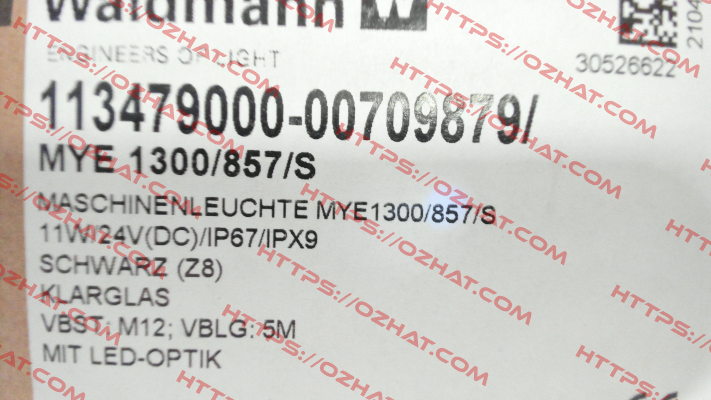 Waldmann W
ENGINEERS OF LIGHT
30526622
2104
113479000-00709879/
MYE 1300/857/S
MASCHINENLEUCHTE MYE1300/857/S
11W/24V(DC)/IP67/IPX9
SCHWARZ (Z8)
KLARGLAS
VBST: M12; VBLG: 5M
MIT LED-OPTIK
HTTPS://OZHAT.COM